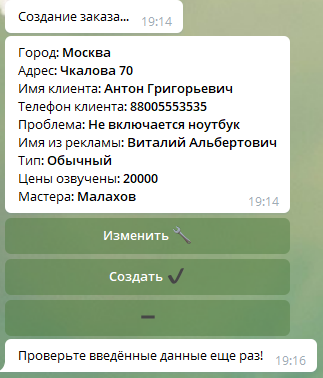 Создание заказа...
19:14
Город: Москва
Адрес: Чкалова 70
Имя клиента: Антон Григорьевич
Телефон клиента: 88005553535
Проблема: Не включается ноутбук
Имя из рекламы: Виталий Альбертович
Тип: Обычный
Цены озвучены: 20000
Мастера: Малахов
19:14
Изменить 🔧
Создать ✔
➖
Проверьте введённые данные еще раз!
19:16